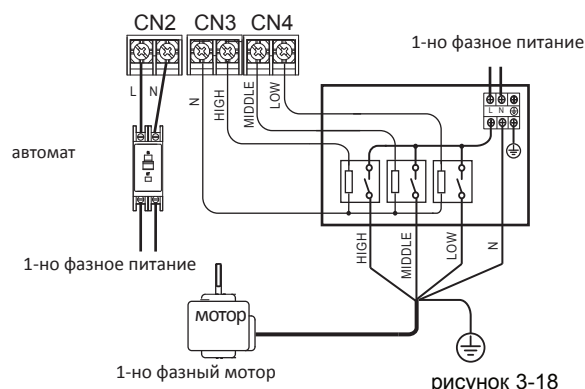 CN2 CN3 CN4
1-но фазное питание
L N
N
HIGH
MIDDLE
LOW
L N
автомат
HIGH
MIDDLE
LOW
N
1-но фазное питание
мотор
1-но фазный мотор
рисунок 3-18